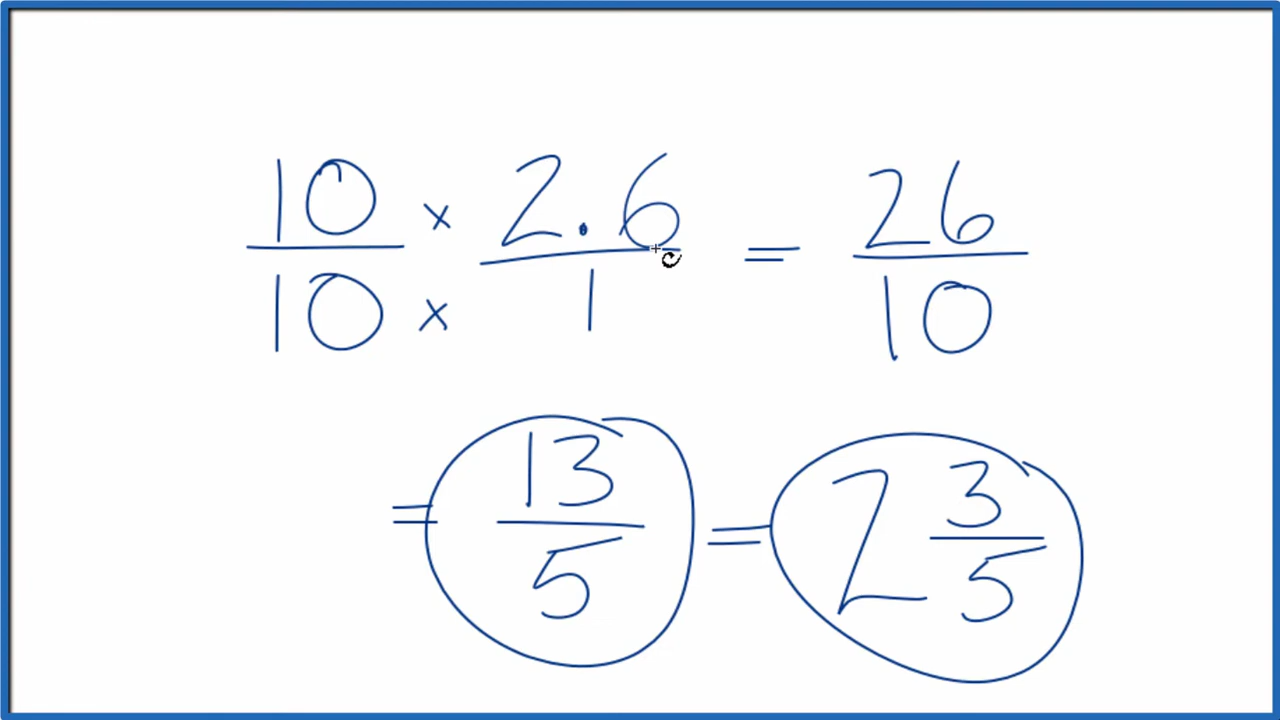 10/10 × 2.6/1 = 26/10
= 13/5 = 2 3/5